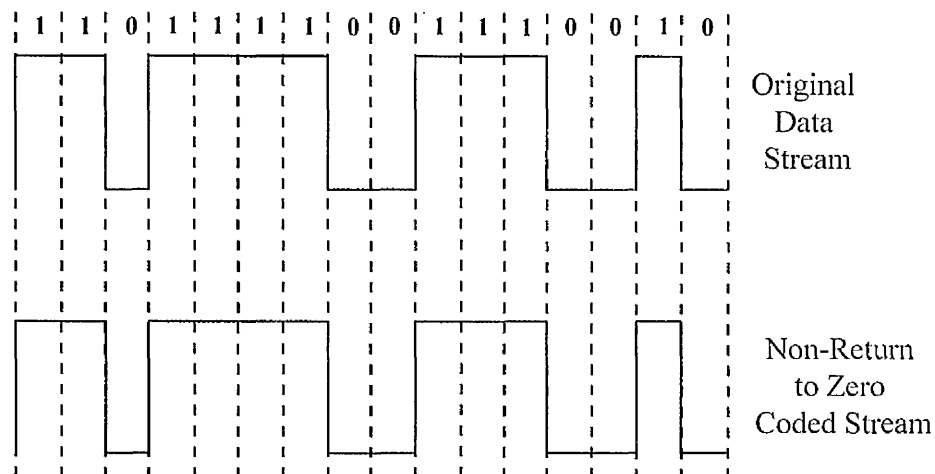 1 1 0 1 1 1 1 0 0 1 1 1 0 0 1 0
Original
Data
Stream
Non-Return
to Zero
Coded Stream